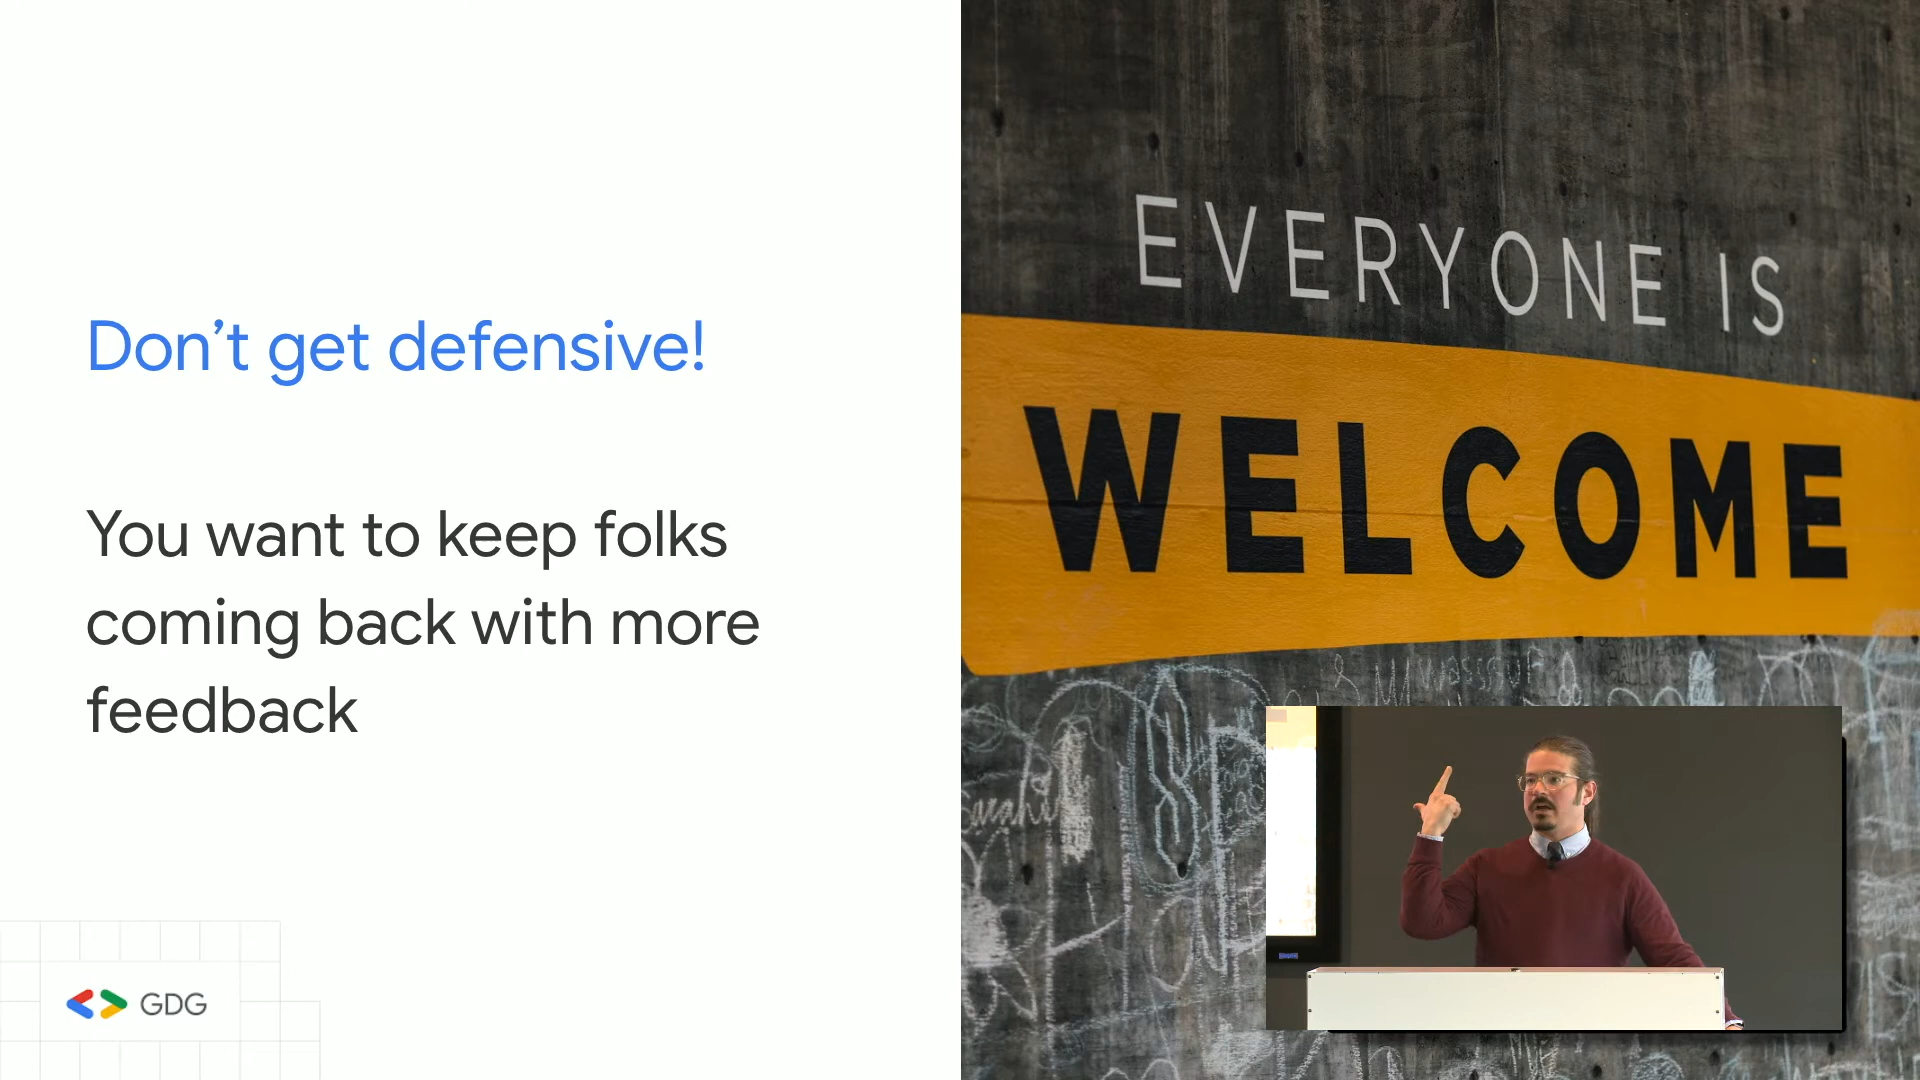 Don’t get defensive!
You want to keep folks
coming back with more
feedback
GDG
EVERYONE IS
WELCOME